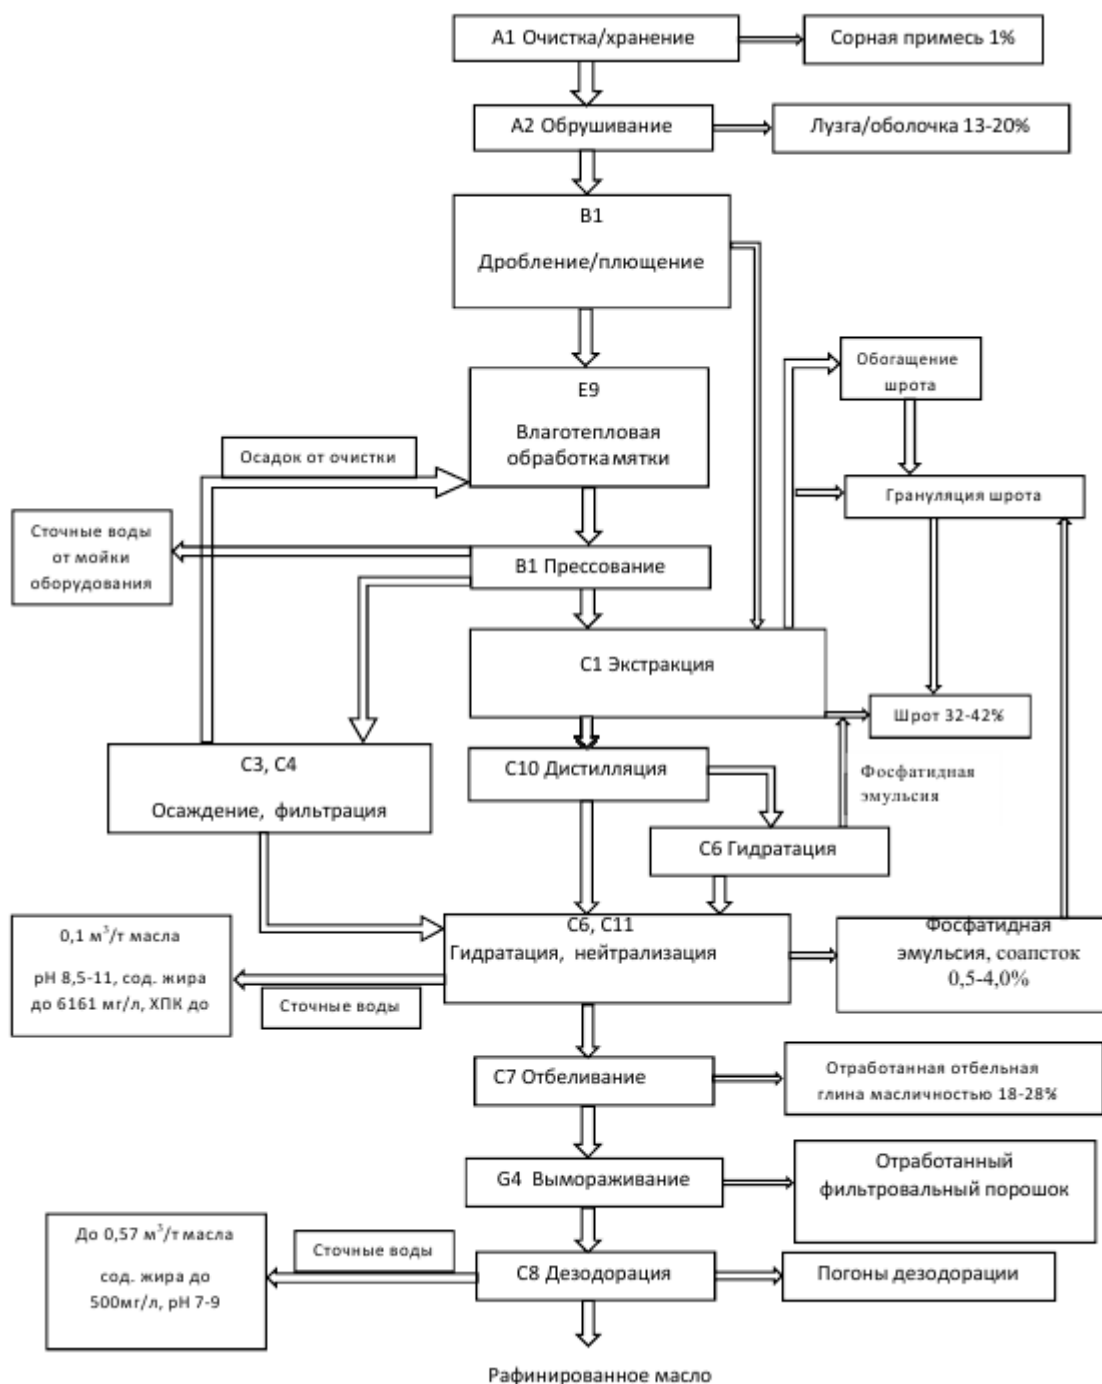 А1 Очистка/хранение
Сорная примесь 1%
А2 Обрушивание
Лузга/оболочка 13-20%
В1
Дробление/плющение
Обогащение
шрота
Е9
Влаготепловая
обработка мятки
Осадок от очистки
Грануляция шрота
Сточные воды
от мойки
оборудования
В1 Прессование
С1 Экстракция
Шрот 32-42%
С3, С4
Осаждение, фильтрация
С10 Дистилляция
Фосфатидная
эмульсия
С6 Гидратация
0,1 м³/т масла
рН 8,5-11, сод. жира
до 6161 мг/л, ХПК до
С6, С11
Гидратация, нейтрализация
Фосфатидная
эмульсия, соапсток
0,5-4,0%
Сточные воды
С7 Отбеливание
Отработанная отбельная
глина масличностью 18-28%
G4 Вымораживание
Отработанный
фильтровальный порошок
До 0,57 м³/т масла
сод. жира до
500мг/л, рН 7-9
Сточные воды
С8 Дезодорация
Погоны дезодорации
Рафинированное масло